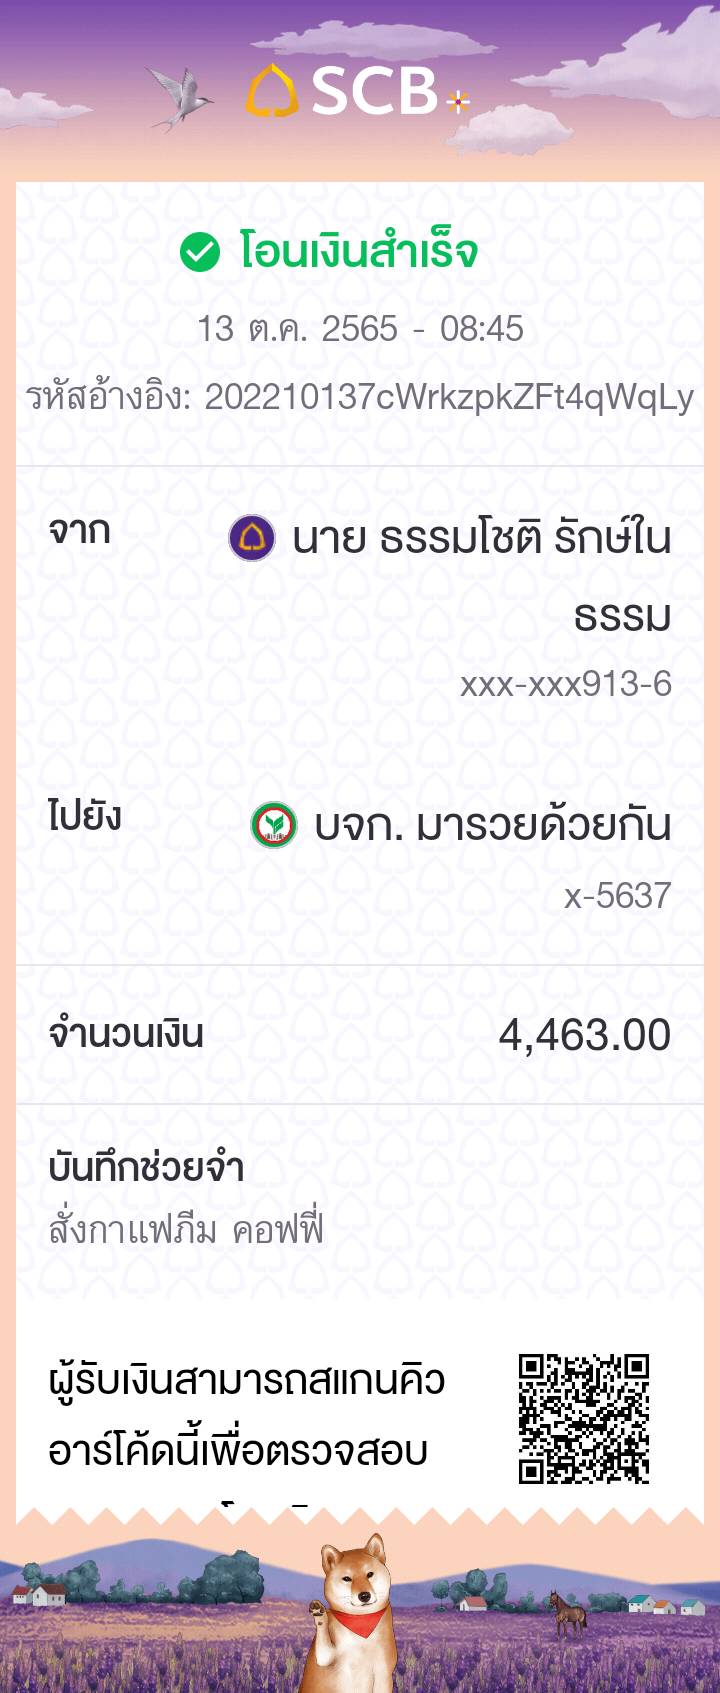 SCB
โอนเงินสำเร็จ
13 ต.ค. 2565 - 08:45
รหัสอ้างอิง: 202210137cWrkzpkZFt4qWqLy
จาก
นาย ธรรมโชติ รักษ์ใน
ธรรม
xxx-xxx913-6
ไปยัง
บจก. มารวยด้วยกัน
x-5637
จำนวนเงิน
4,463.00
บันทึกช่วยจำ
สั่งกาแฟภีม คอฟฟี่
ผู้รับเงินสามารถสแกนคิว
อาร์โค้ดนี้เพื่อตรวจสอบ